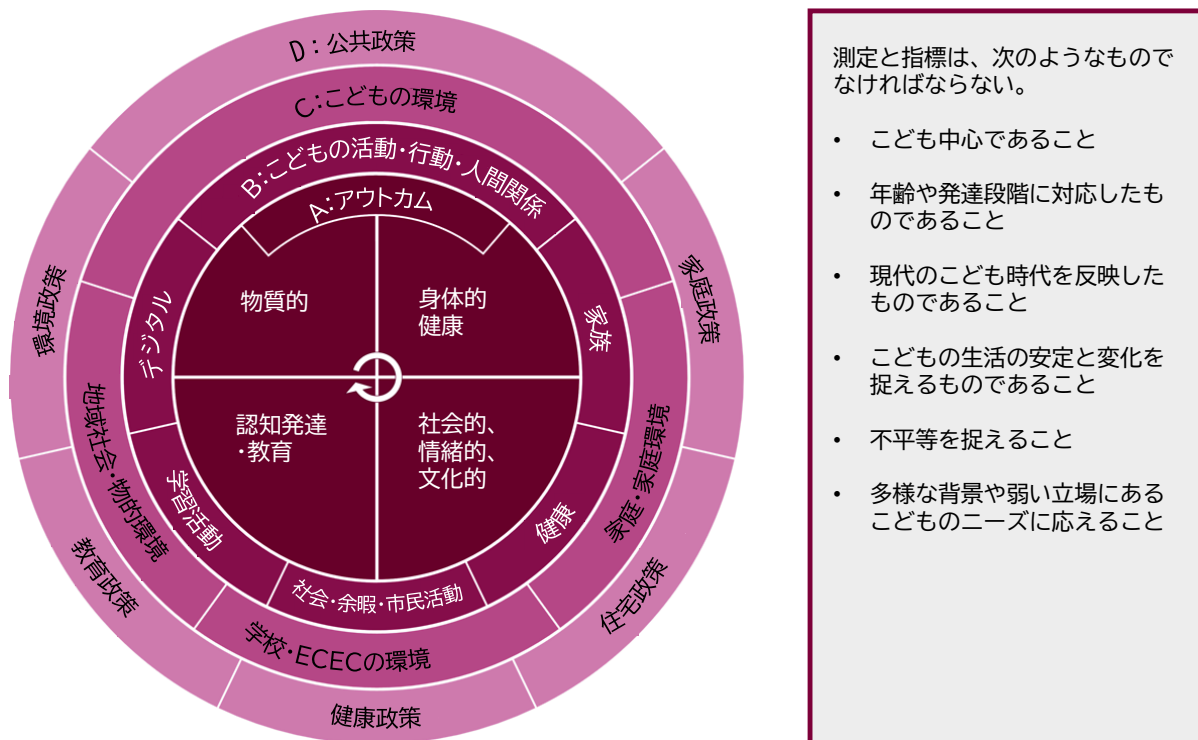 D：公共政策
C：こどもの環境
B：こどもの活動・行動・人間関係
A：アウトカム
物質的
身体的
健康
認知発達
・教育
社会的、
情緒的、
文化的
デジタル
家族
学習活動
健康
社会・余暇・市民活動
地域社会・物的環境
家庭・家庭環境
学校・ECECの環境
環境政策
家庭政策
教育政策
住宅政策
健康政策
測定と指標は、次のようなもので
なければならない。
• こども中心であること
• 年齢や発達段階に対応したも
のであること
• 現代のこども時代を反映した
ものであること
• こどもの生活の安定と変化を
捉えるものであること
• 不平等を捉えること
• 多様な背景や弱い立場にある
こどものニーズに応えること